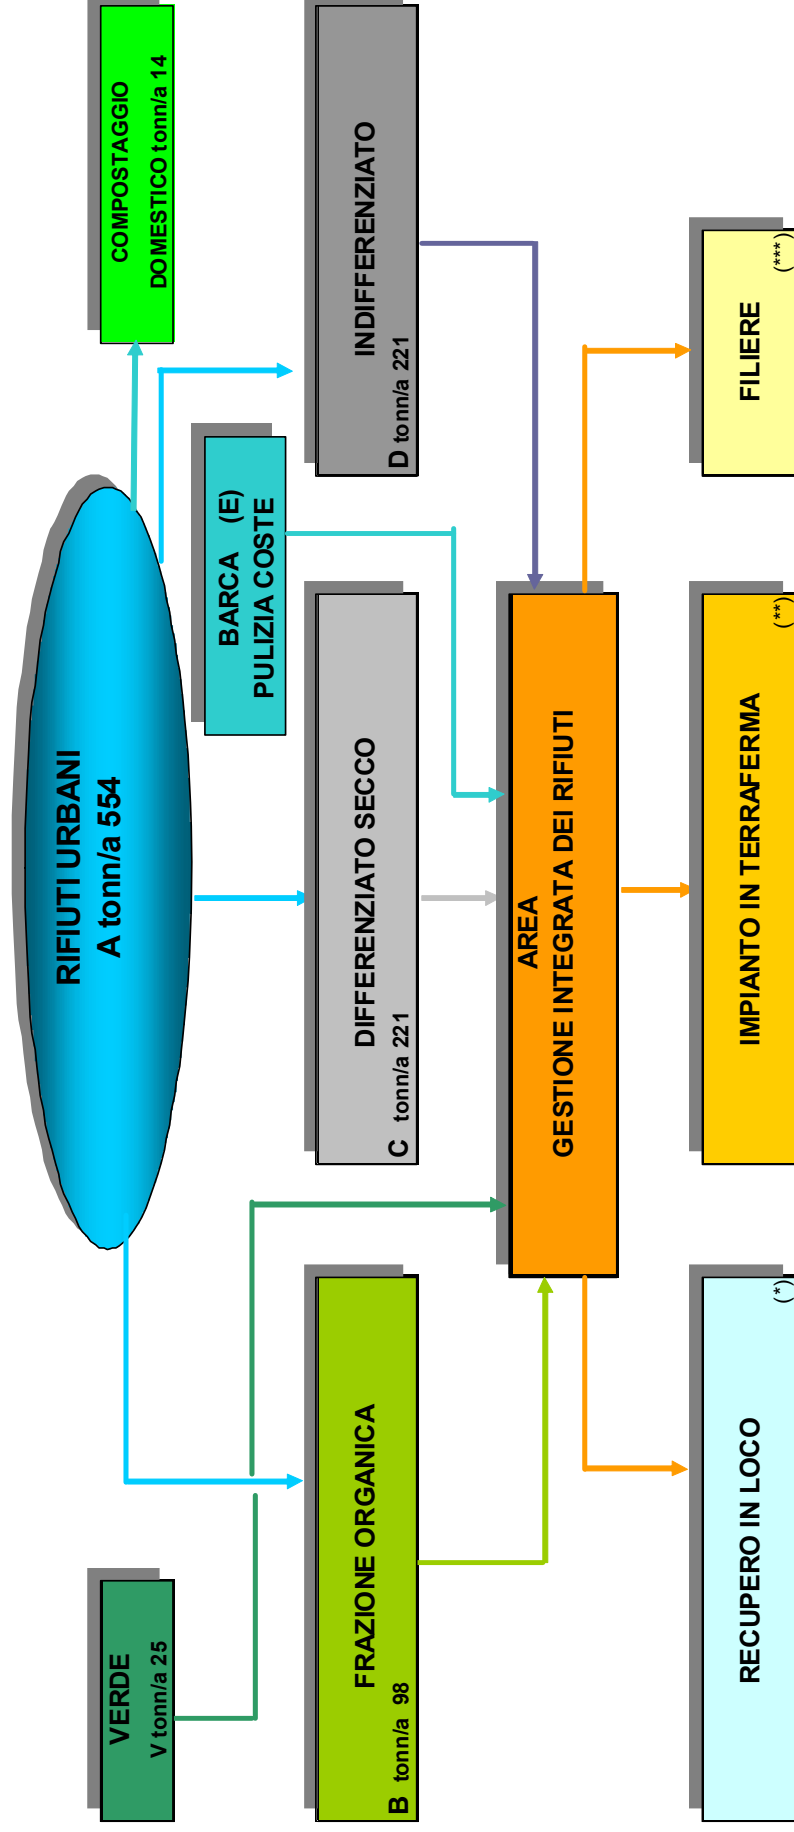 RIFIUTI URBANI
A tonn/a 554
VERDE
V tonn/a 25
COMPOSTAGGIO
DOMESTICO tonn/a 14
BARCA (E)
PULIZIA COSTE
FRAZIONE ORGANICA
B tonn/a 98
DIFFERENZIATO SECCO
C tonn/a 221
INDIFFERENZIATO
D tonn/a 221
AREA
GESTIONE INTEGRATA DEI RIFIUTI
RECUPERO IN LOCO
(*)
IMPIANTO IN TERRAFERMA
(**)
FILIERE
(***)